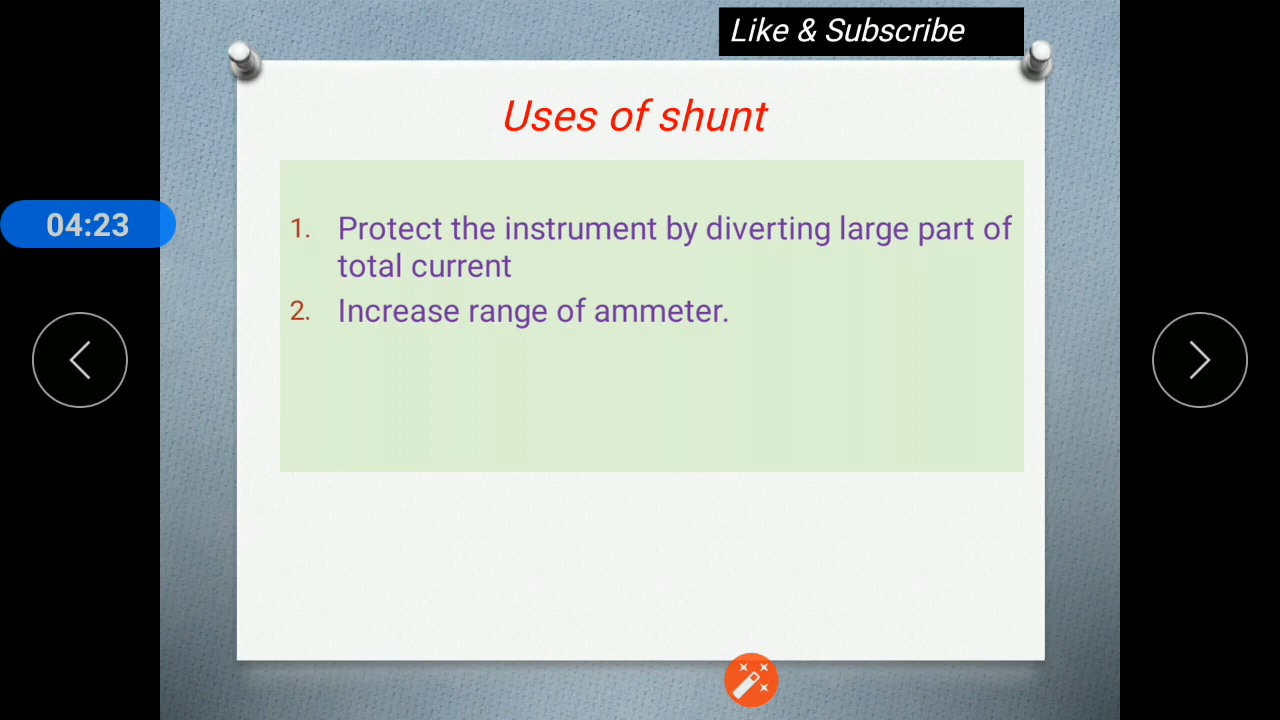 Like & Subscribe
Uses of shunt
04:23
1. Protect the instrument by diverting large part of
total current
2. Increase range of ammeter.